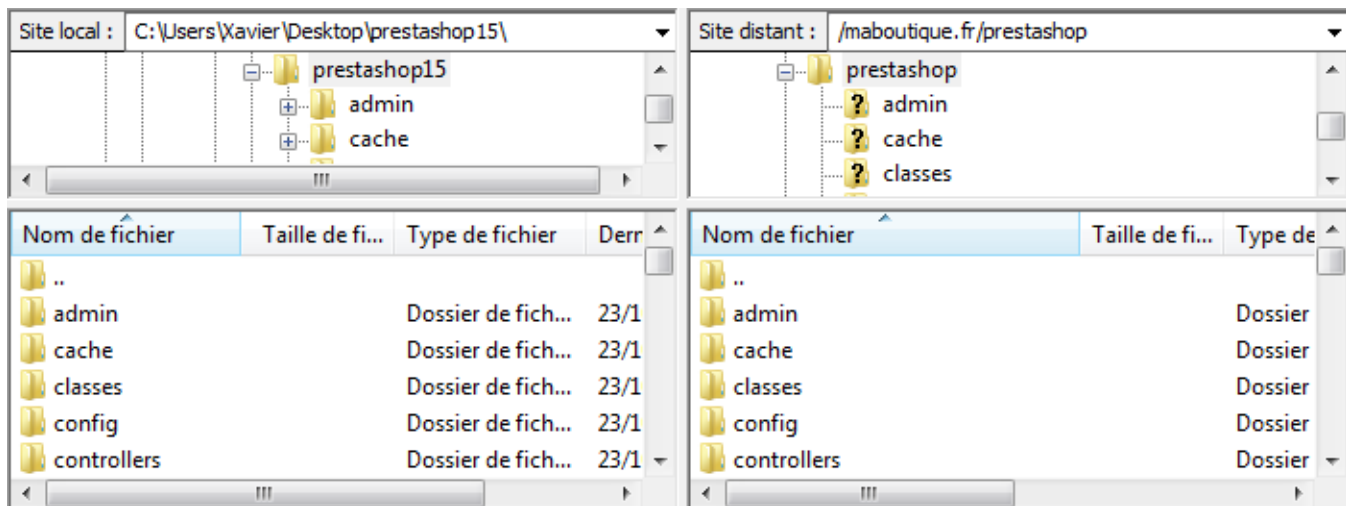 Site local : C:\Users\Xavier\Desktop\prestashop15\
prestashop15
admin
cache
Nom de fichier Taille de fi... Type de fichier Dern
..
admin Dossier de fich... 23/1
cache Dossier de fich... 23/1
classes Dossier de fich... 23/1
config Dossier de fich... 23/1
controllers Dossier de fich... 23/1
Site distant : /maboutique.fr/prestashop
prestashop
? admin
? cache
? classes
Nom de fichier Taille de fi... Type de
..
admin Dossier
cache Dossier
classes Dossier
config Dossier
controllers Dossier